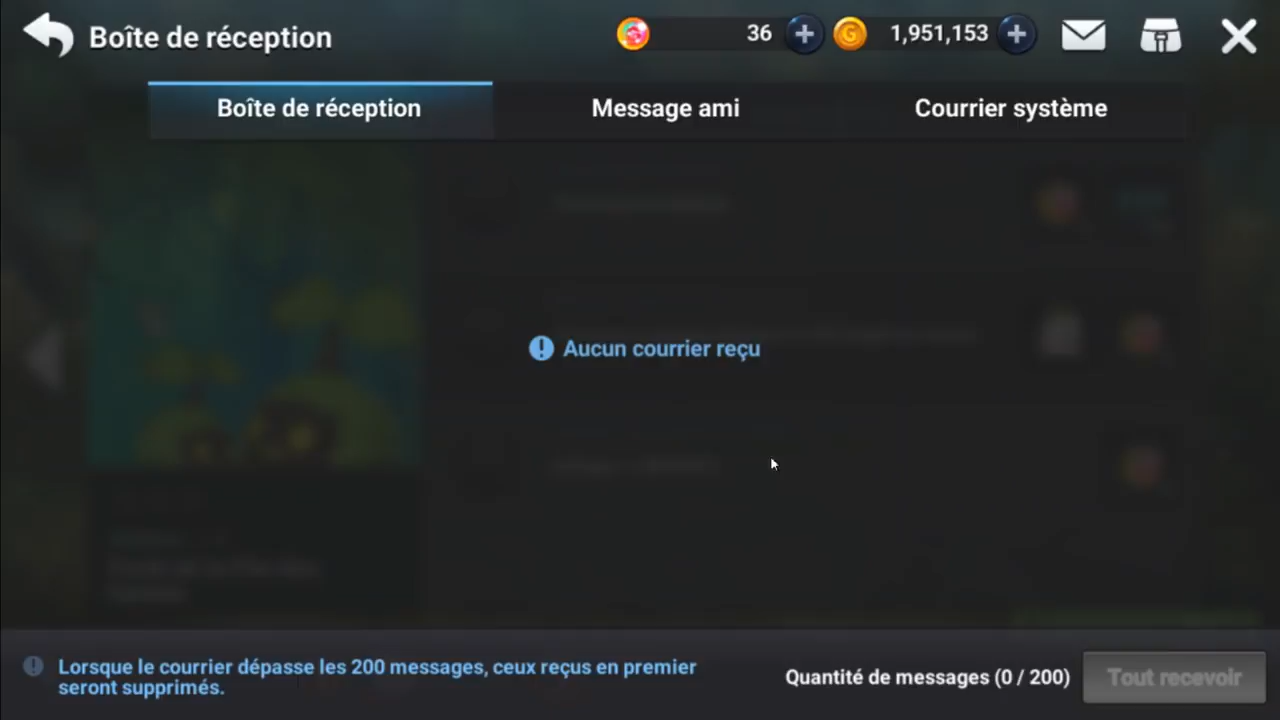 Boîte de réception
36
1,951,153
Boîte de réception
Message ami
Courrier système
Aucun courrier reçu
Lorsque le courrier dépasse les 200 messages, ceux reçus en premier
seront supprimés.
Quantité de messages (0 / 200)
Tout recevoir